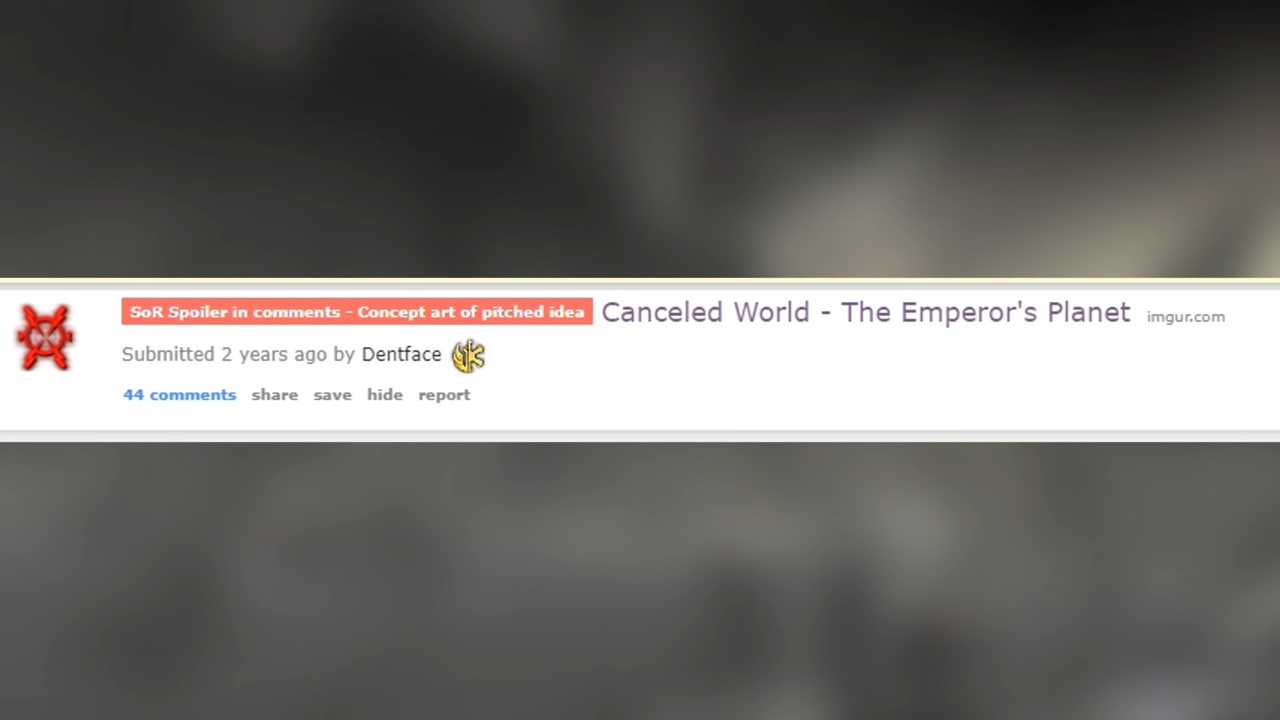 SoR Spoiler in comments - Concept art of pitched idea Canceled World - The Emperor's Planet imgur.com
Submitted 2 years ago by Dentface
44 comments share save hide report